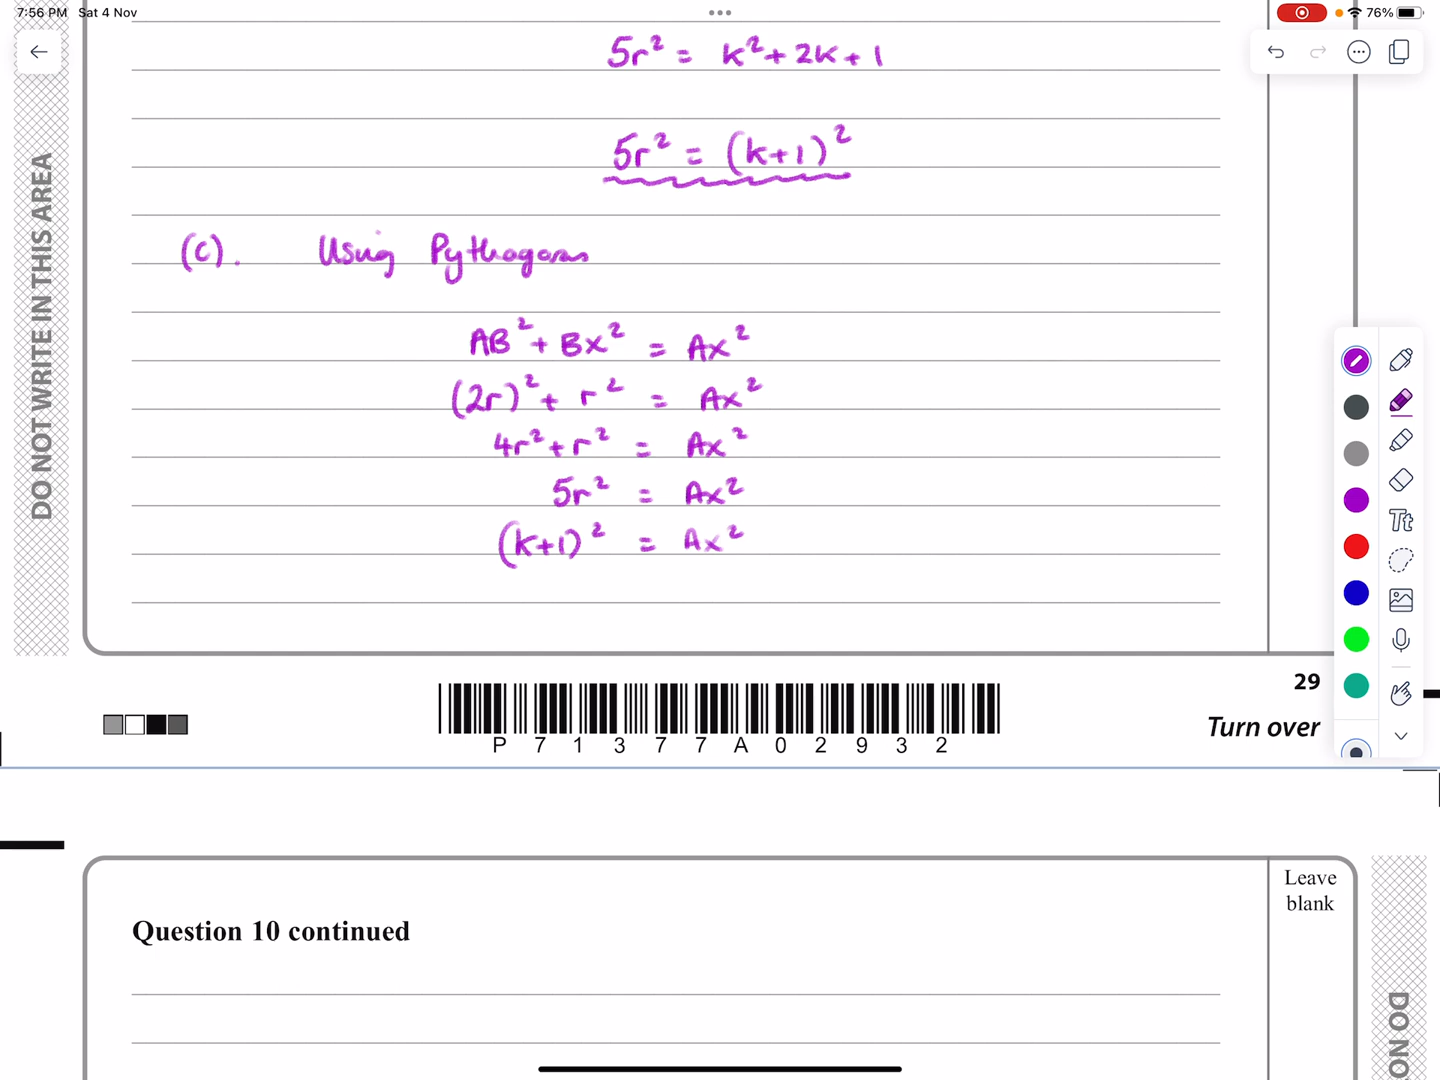 7:56 PM Sat 4 Nov
76%
5r² = k² + 2k + 1
5r² = (k+1)²
(c). Using Pythagoras
AB² + BX² = AX²
(2r)² + r² = AX²
4r² + r² = AX²
5r² = AX²
(k+1)² = AX²
DO NOT WRITE IN THIS AREA
Tt
29
P 7 1 3 7 7 A 0 2 9 3 2
Turn over
Leave
blank
Question 10 continued
DO NO